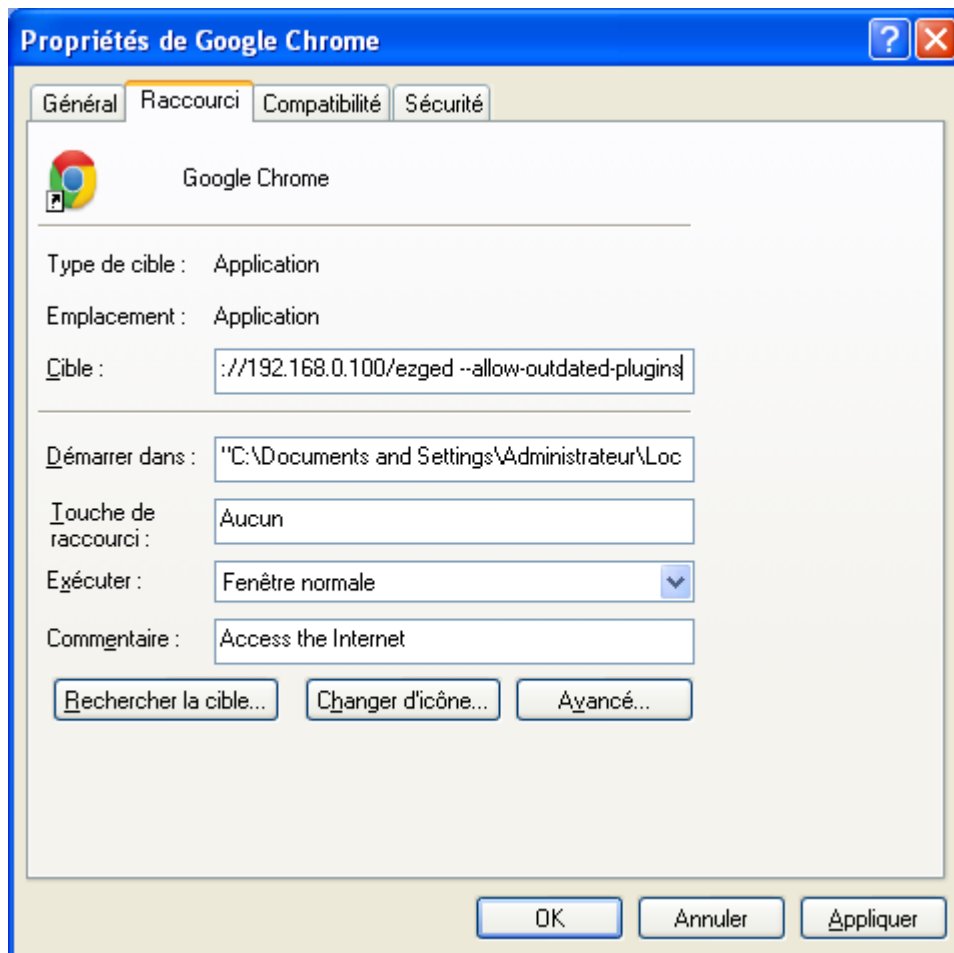 Propriétés de Google Chrome
Général Raccourci Compatibilité Sécurité
Google Chrome
Type de cible : Application
Emplacement : Application
Cible : ://192.168.0.100/ezged --allow-outdated-plugins
Démarrer dans : "C:\Documents and Settings\Administrateur\Loc
Touche de
raccourci : Aucun
Exécuter : Fenêtre normale
Commentaire : Access the Internet
Rechercher la cible... Changer d'icône... Avancé...
OK Annuler Appliquer